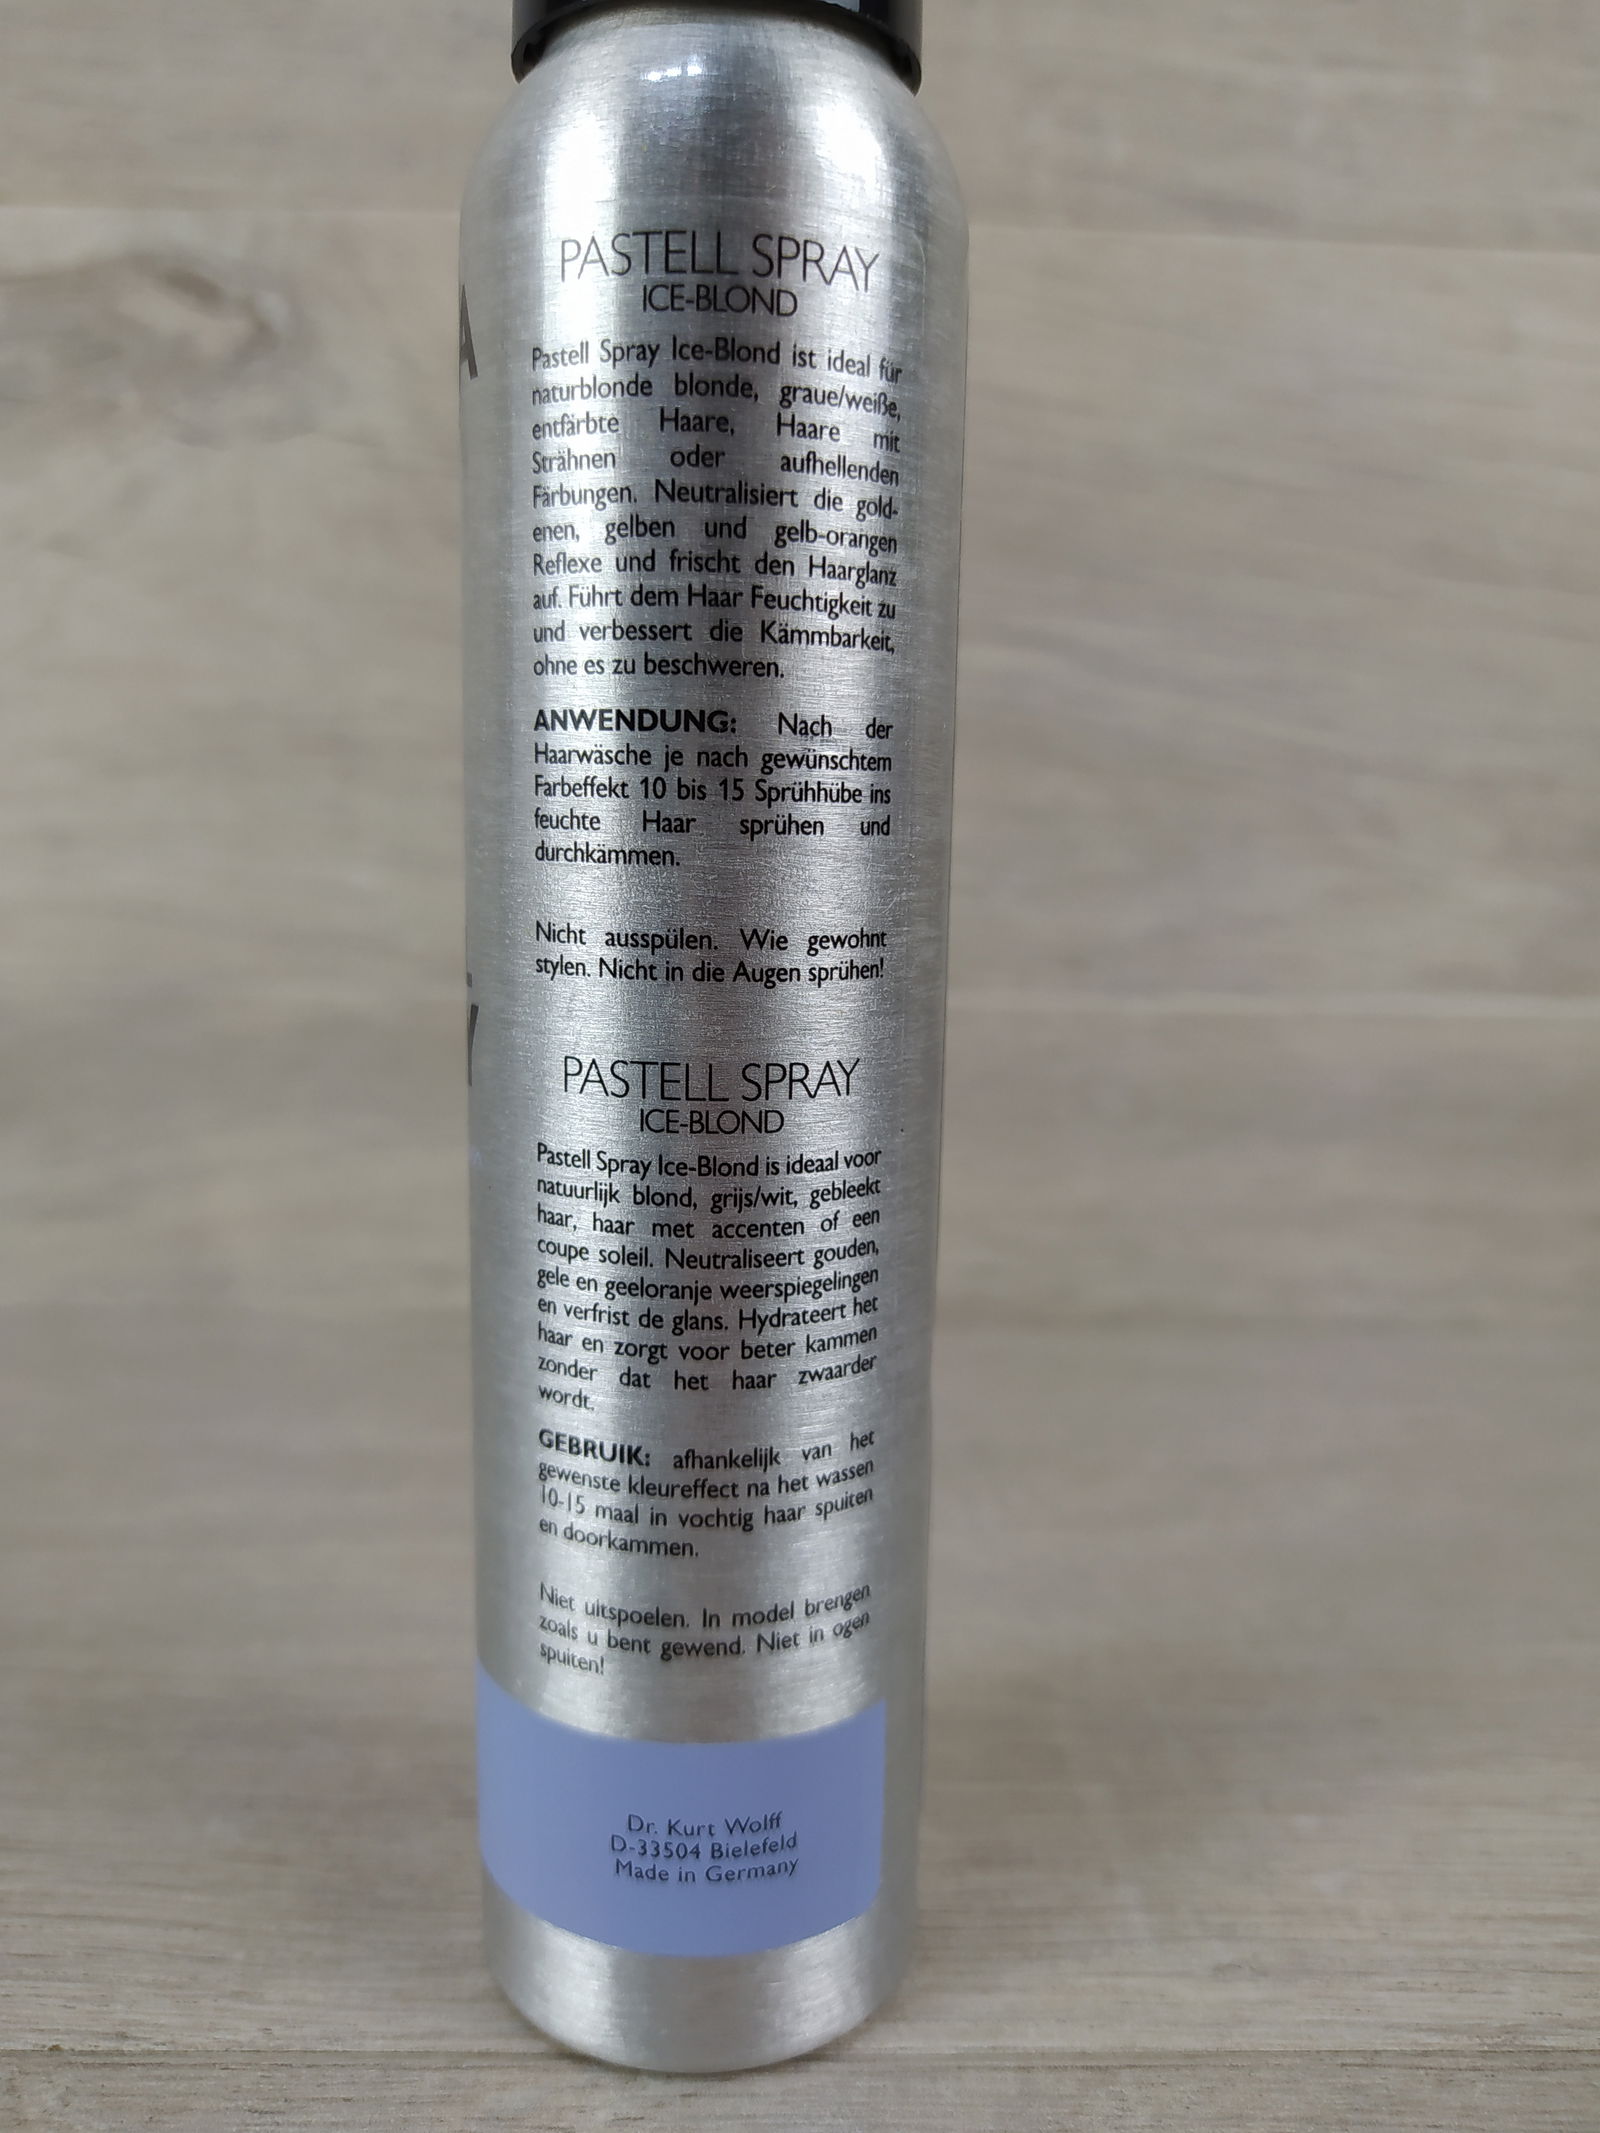 PASTELL SPRAY
ICE-BLOND
Pastell Spray Ice-Blond ist ideal für
naturblonde blonde, graue/weiße,
entfärbte Haare, Haare mit
Strähnen oder aufhellenden
Färbungen. Neutralisiert die gold-
enen, gelben und gelb-orangen
Reflexe und frischt den Haarglanz
auf. Führt dem Haar Feuchtigkeit zu
und verbessert die Kämmbarkeit,
ohne es zu beschweren.
ANWENDUNG: Nach der
Haarwäsche je nach gewünschtem
Farbeffekt 10 bis 15 Sprühhübe ins
feuchte Haar sprühen und
durchkämmen.
Nicht ausspülen. Wie gewohnt
stylen. Nicht in die Augen sprühen!
PASTELL SPRAY
ICE-BLOND
Pastell Spray Ice-Blond is ideaal voor
natuurlijk blond, grijs/wit, gebleekt
haar, haar met accenten of een
coupe soleil. Neutraliseert gouden,
gele en geeloranje weerspiegelingen
en verfrist de glans. Hydrateert het
haar en zorgt voor beter kammen
zonder dat het haar zwaarder
wordt.
GEBRUIK: afhankelijk van het
gewenste kleureffect na het wassen
10-15 maal in vochtig haar spuiten
en doorkammen.
Niet uitspoelen. In model brengen
zoals u bent gewend. Niet in ogen
spuiten!
Dr. Kurt Wolff
D-33504 Bielefeld
Made in Germany